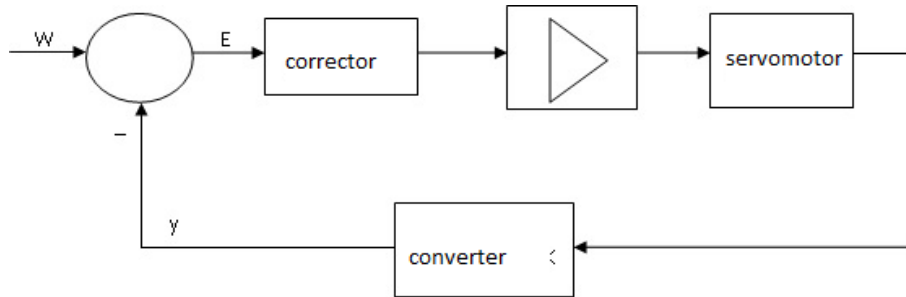 W
E
corrector
servomotor
–
y
converter <